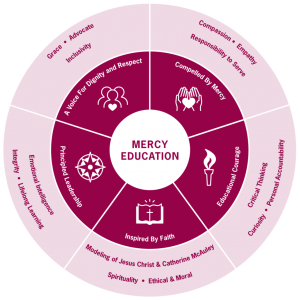 MERCY
EDUCATION
A Voice For Dignity and Respect
Grace • Advocate
Inclusivity
Compelled By Mercy
Compassion • Empathy
Responsibility to Serve
Educational Courage
Critical Thinking
Curiosity • Personal Accountability
Inspired By Faith
Modeling of Jesus Christ & Catherine McAuley
Spirituality • Ethical & Moral
Principled Leadership
Emotional Intelligence
Integrity • Lifelong Learning